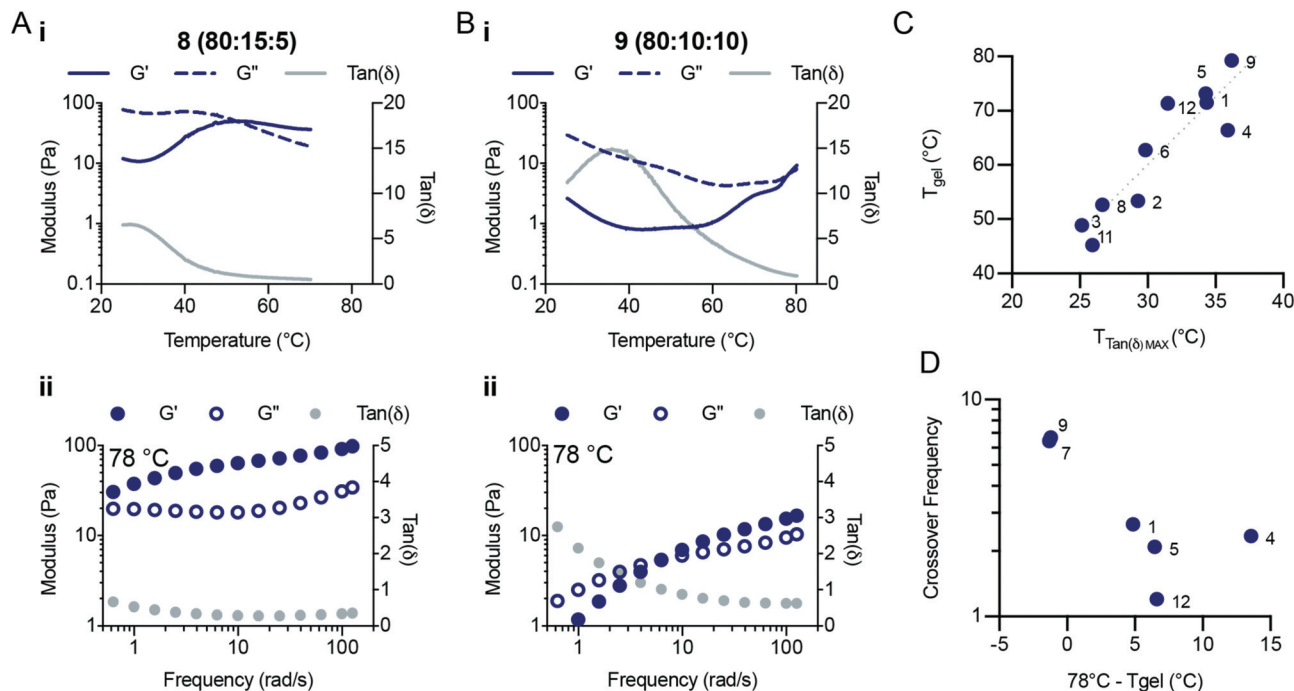 A i
8 (80:15:5)
G' G" Tan(δ)
Modulus (Pa)
100
10
1
0.1
20
15
10
5
0
Tan(δ)
20 40 60 80
Temperature (°C)
B i
9 (80:10:10)
G' G" Tan(δ)
Modulus (Pa)
100
10
1
0.1
20
15
10
5
0
Tan(δ)
20 40 60 80
Temperature (°C)
C
Tgel (°C)
80
70
60
50
40
9
5
1
12
4
6
2
8
3
11
20 25 30 35 40
TTan(δ) MAX (°C)
ii
G' G" Tan(δ)
78 °C
Modulus (Pa)
100
10
1
5
4
3
2
1
0
Tan(δ)
1 10 100
Frequency (rad/s)
ii
G' G" Tan(δ)
78 °C
Modulus (Pa)
100
10
1
5
4
3
2
1
0
Tan(δ)
1 10 100
Frequency (rad/s)
D
Crossover Frequency
10
1
9
7
1
5
4
12
-5 0 5 10 15
78°C - Tgel (°C)